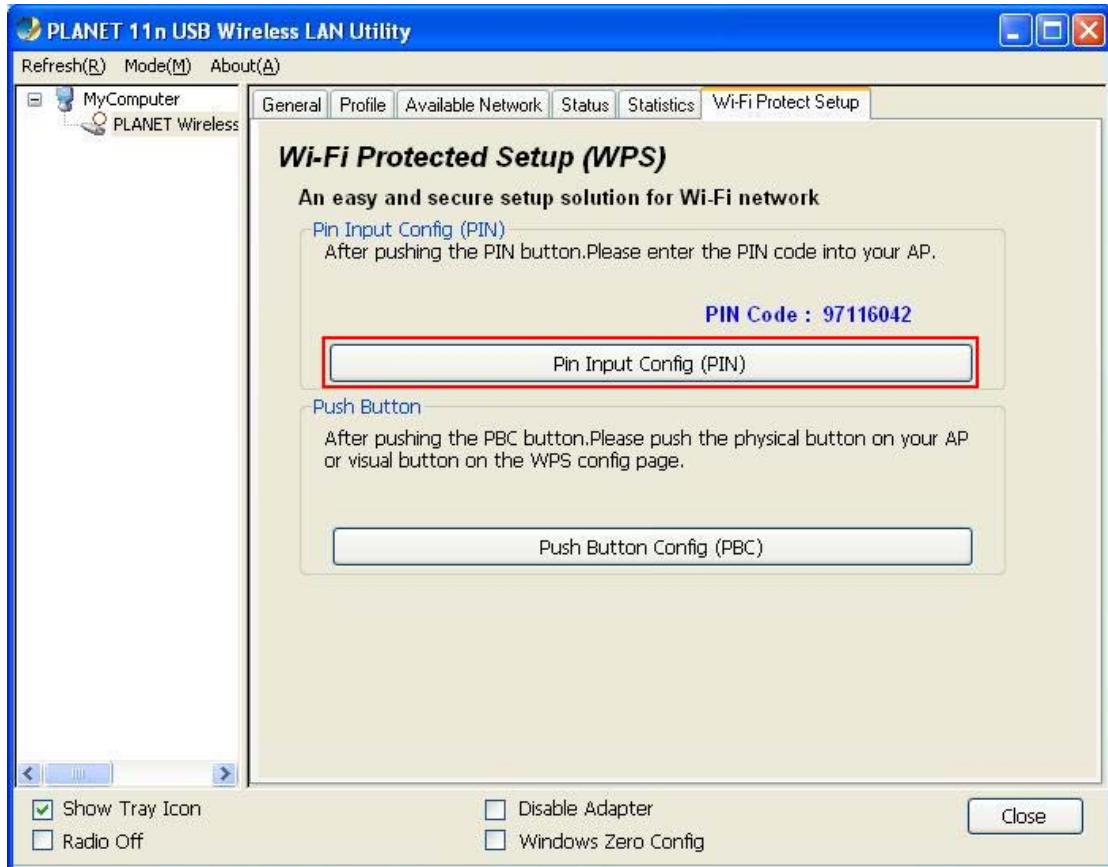 PLANET 11n USB Wireless LAN Utility
Refresh(R) Mode(M) About(A)
MyComputer
PLANET Wireless
General Profile Available Network Status Statistics Wi-Fi Protect Setup
Wi-Fi Protected Setup (WPS)
An easy and secure setup solution for Wi-Fi network
Pin Input Config (PIN)
After pushing the PIN button.Please enter the PIN code into your AP.
PIN Code : 97116042
Pin Input Config (PIN)
Push Button
After pushing the PBC button.Please push the physical button on your AP
or visual button on the WPS config page.
Push Button Config (PBC)
Show Tray Icon
Disable Adapter
Radio Off
Windows Zero Config
Close